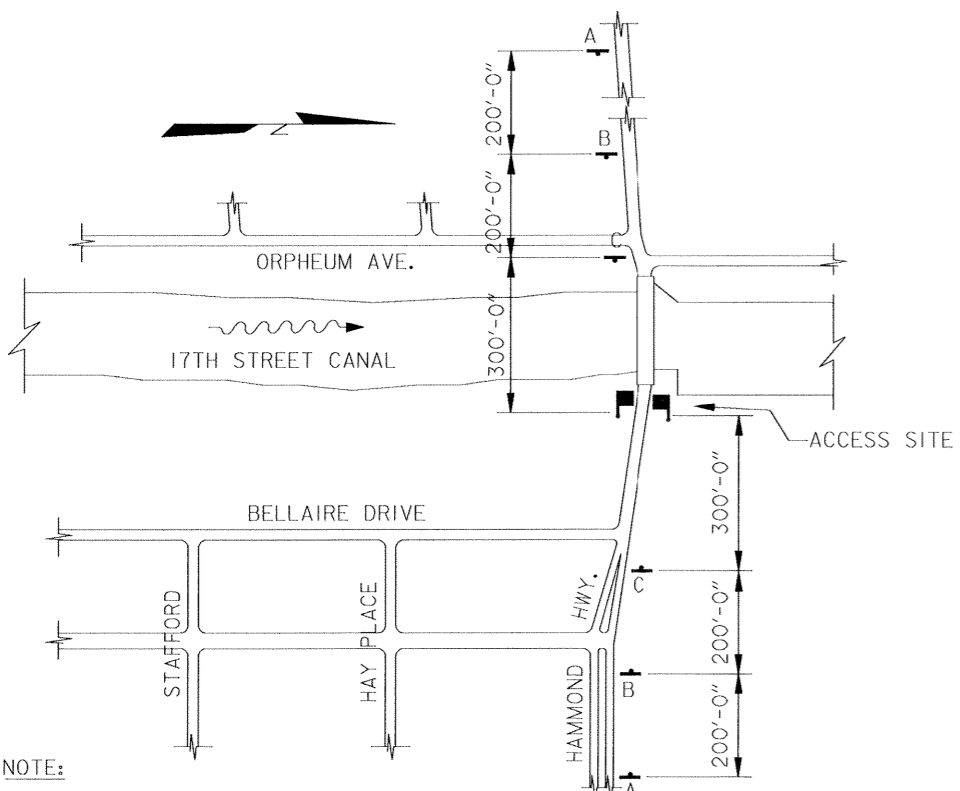 A
200'-0"
B
200'-0"
N
ORPHEUM AVE.
300'-0"
17TH STREET CANAL
ACCESS SITE
BELLAIRE DRIVE
300'-0"
HWY.
C
STAFFORD
HAY PLACE
200'-0"
B
HAMMOND
200'-0"
NOTE:
A